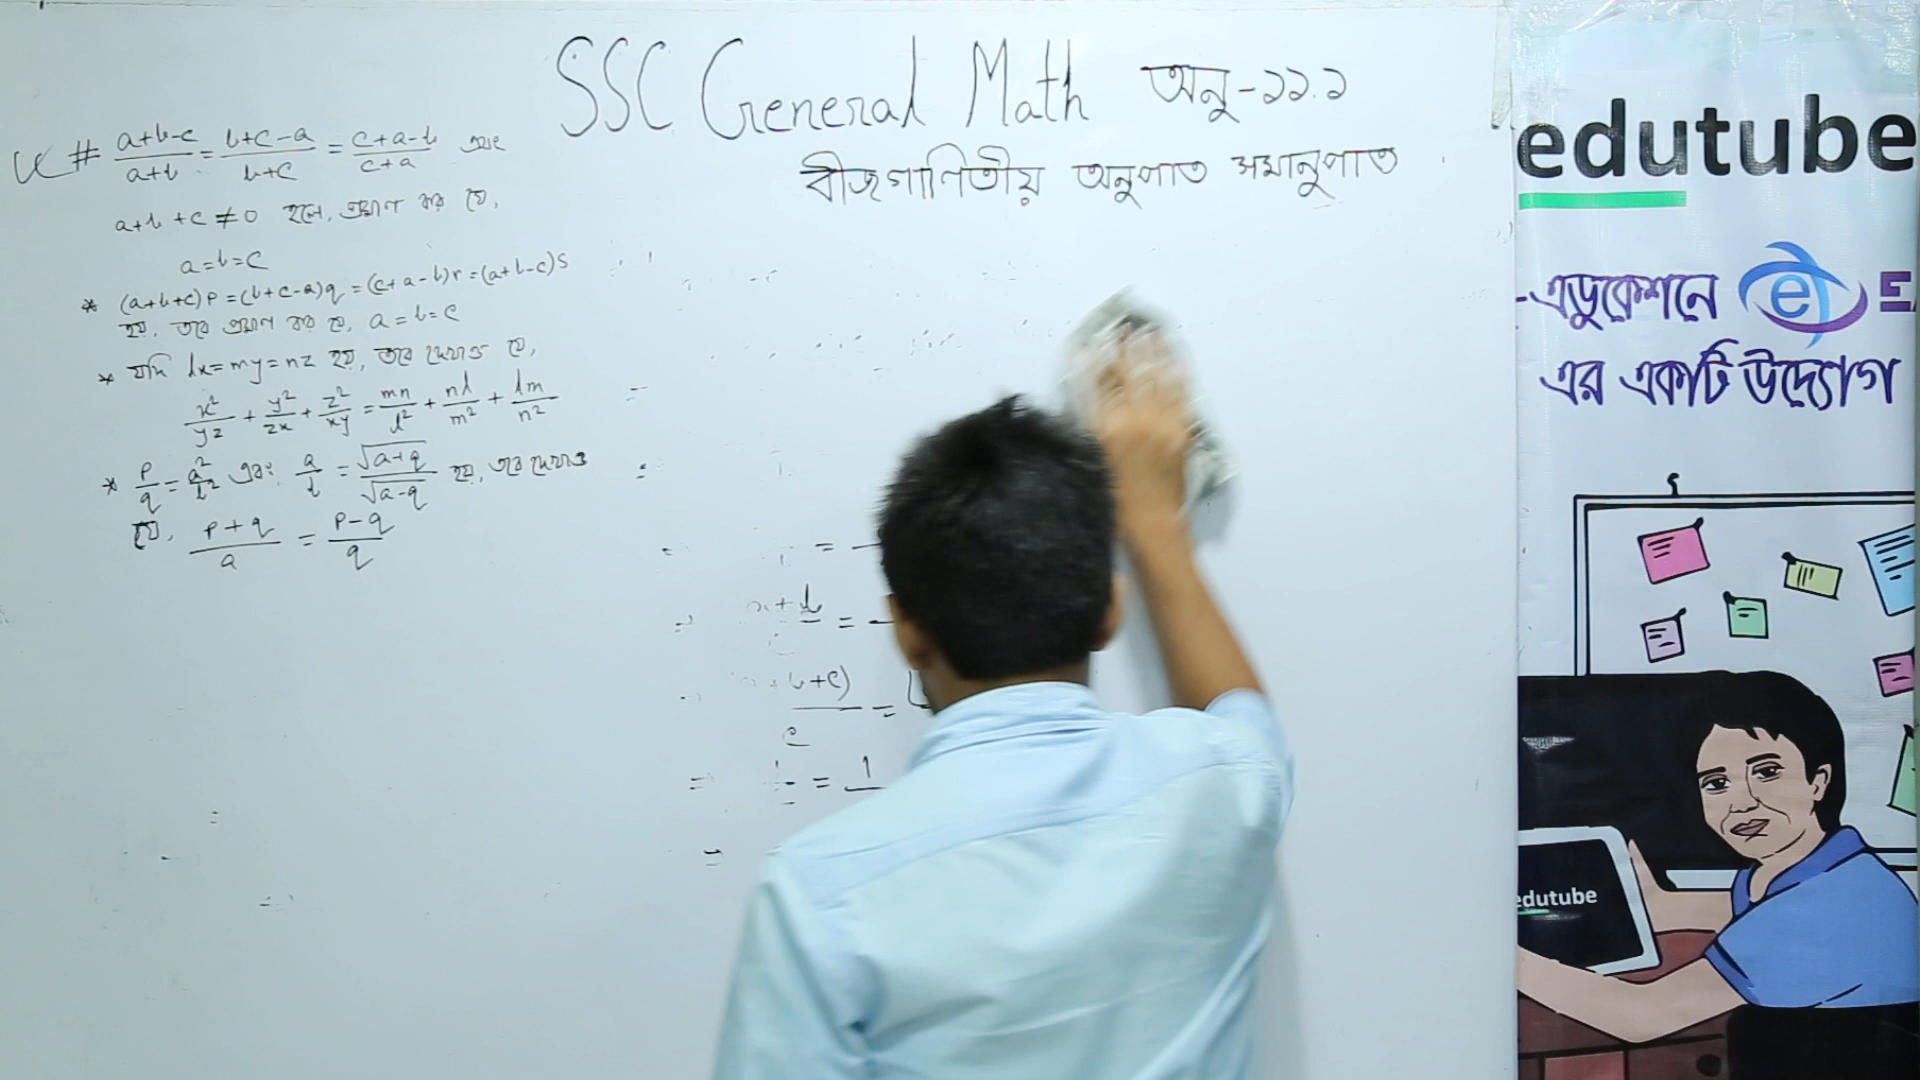 SSC General Math অনু-১১.১
বীজগাণিতীয় অনুপাত সমানুপাত
# (a+b-c)/(a+b) = (b+c-a)/(b+c) = (c+a-b)/(c+a) এবং
a+b+c ≠ 0 হলে, প্রমাণ কর যে,
a=b=c
* (a+b+c)p = (b+c-a)q = (c+a-b)r = (a+b-c)s
হয়, তবে প্রমাণ কর যে, a=b=c
* যদি lx=my=nz হয়, তবে দেখাও যে,
x²/yz + y²/zx + z²/xy = mn/l² + nl/m² + lm/n²
* p/q = a²/b² এবং a/b = √(a+q)/√(a-q) হয়, তবে দেখাও
যে, (p+q)/a = (p-q)/q
edutube
-এডুকেশনে e
এর একটি উদ্যোগ
edutube